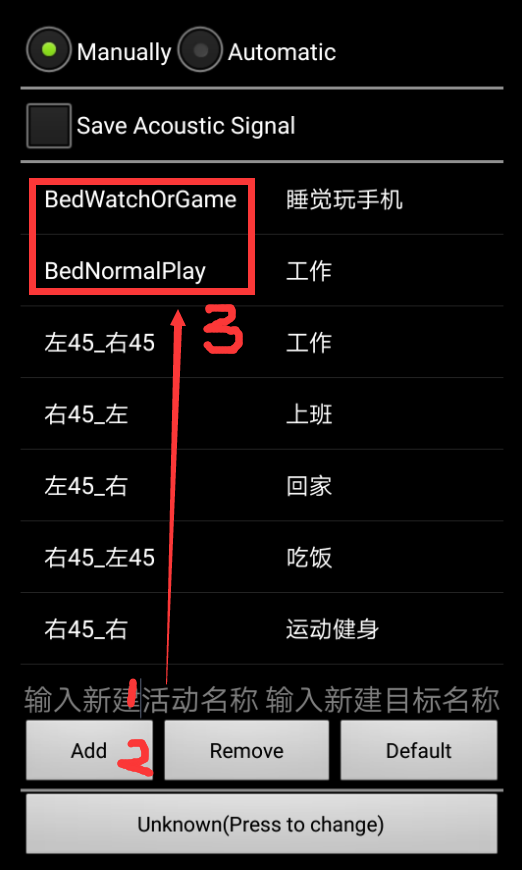 Manually Automatic
Save Acoustic Signal
BedWatchOrGame 睡觉玩手机
BedNormalPlay 工作
3
左45_右45 工作
右45_左 上班
左45_右 回家
右45_左45 吃饭
右45_右 运动健身
1
输入新建活动名称 输入新建目标名称
Add 2 Remove Default
Unknown(Press to change)